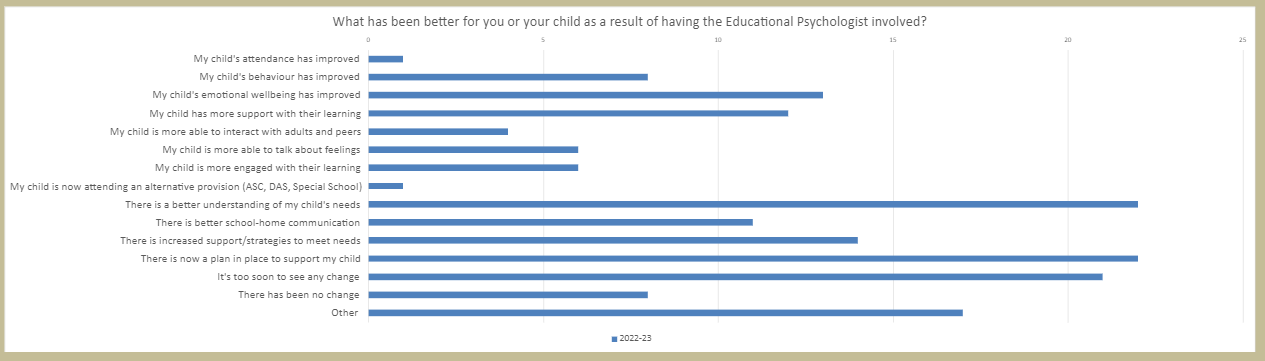 What has been better for you or your child as a result of having the Educational Psychologist involved?
0 5 10 15 20 25
My child's attendance has improved
My child's behaviour has improved
My child's emotional wellbeing has improved
My child has more support with their learning
My child is more able to interact with adults and peers
My child is more able to talk about feelings
My child is more engaged with their learning
My child is now attending an alternative provision (ASC, DAS, Special School)
There is a better understanding of my child's needs
There is better school-home communication
There is increased support/strategies to meet needs
There is now a plan in place to support my child
It's too soon to see any change
There has been no change
Other
2022-23